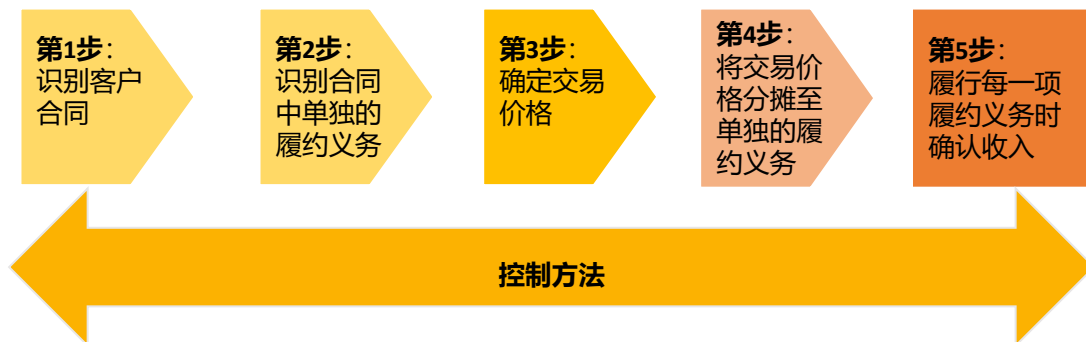 第1步：
识别客户
合同
第2步：
识别合同
中单独的
履约义务
第3步：
确定交易
价格
第4步：
将交易价
格分摊至
单独的履
约义务
第5步：
履行每一项
履约义务时
确认收入
控制方法